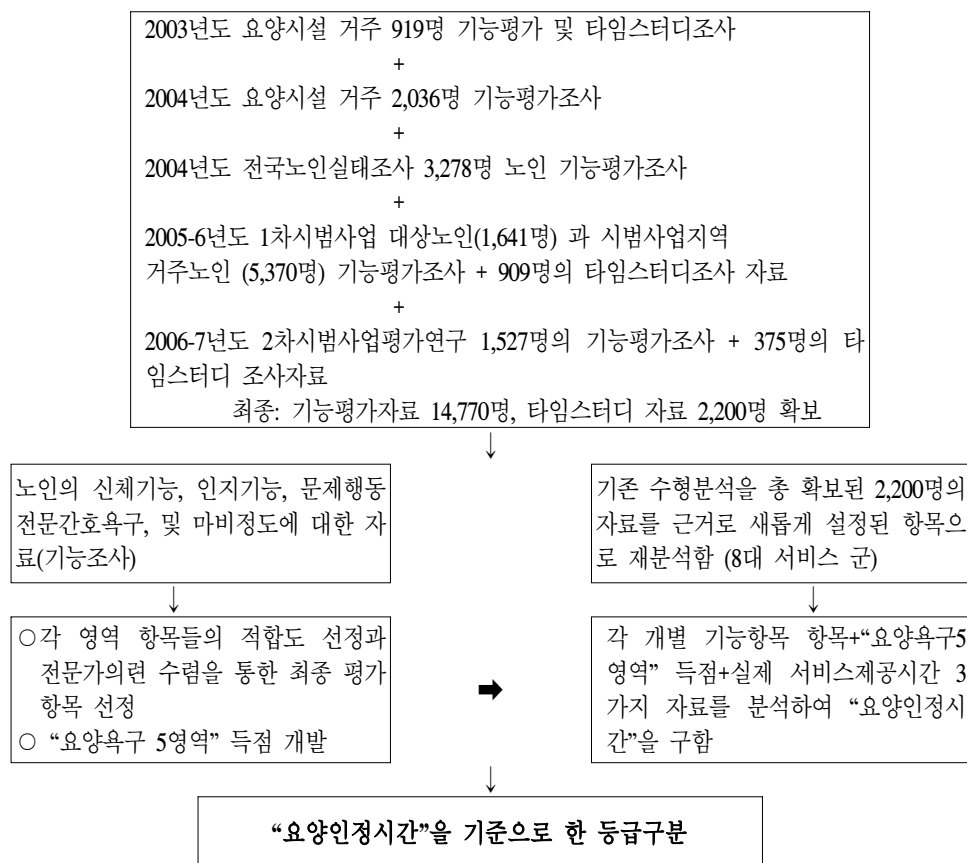 2003년도 요양시설 거주 919명 기능평가 및 타임스터디조사
+
2004년도 요양시설 거주 2,036명 기능평가조사
+
2004년도 전국노인실태조사 3,278명 노인 기능평가조사
+
2005-6년도 1차시범사업 대상노인(1,641명) 과 시범사업지역
거주노인 (5,370명) 기능평가조사 + 909명의 타임스터디조사 자료
+
2006-7년도 2차시범사업평가연구 1,527명의 기능평가조사 + 375명의 타
임스터디 조사자료
최종: 기능평가자료 14,770명, 타임스터디 자료 2,200명 확보
↓
노인의 신체기능, 인지기능, 문제행동
전문간호욕구, 및 마비정도에 대한 자
료(기능조사)
↓
○각 영역 항목들의 적합도 선정과
전문가의련 수렴을 통한 최종 평가
항목 선정
○ “요양욕구 5영역” 득점 개발
➡
기존 수형분석을 총 확보된 2,200명의
자료를 근거로 새롭게 설정된 항목으
로 재분석함 (8대 서비스 군)
↓
각 개별 기능항목 항목+“요양욕구5
영역” 득점+실제 서비스제공시간 3
가지 자료를 분석하여 “요양인정시
간”을 구함
↓
“요양인정시간”을 기준으로 한 등급구분